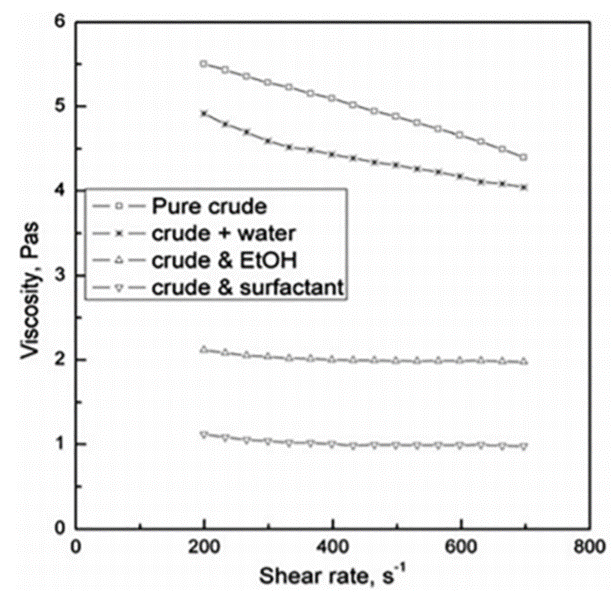 6
5
4
3
2
1
0
Viscosity, Pas
Pure crude
crude + water
crude & EtOH
crude & surfactant
0 200 400 600 800
Shear rate, s⁻¹